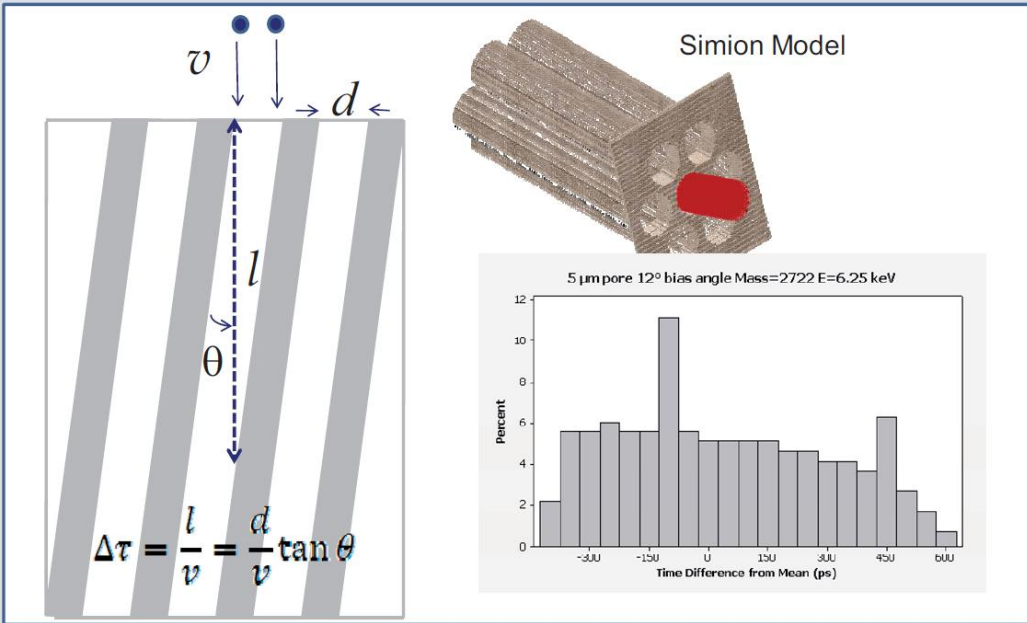 v
d
l
θ
Δτ = l/v = d/v tan θ
Simion Model
5 µm pore 12° bias angle Mass=2722 E=6.25 keV
12
10
8
6
4
2
0
Percent
-300 -150 0 150 300 450 600
Time Difference from Mean (ps)